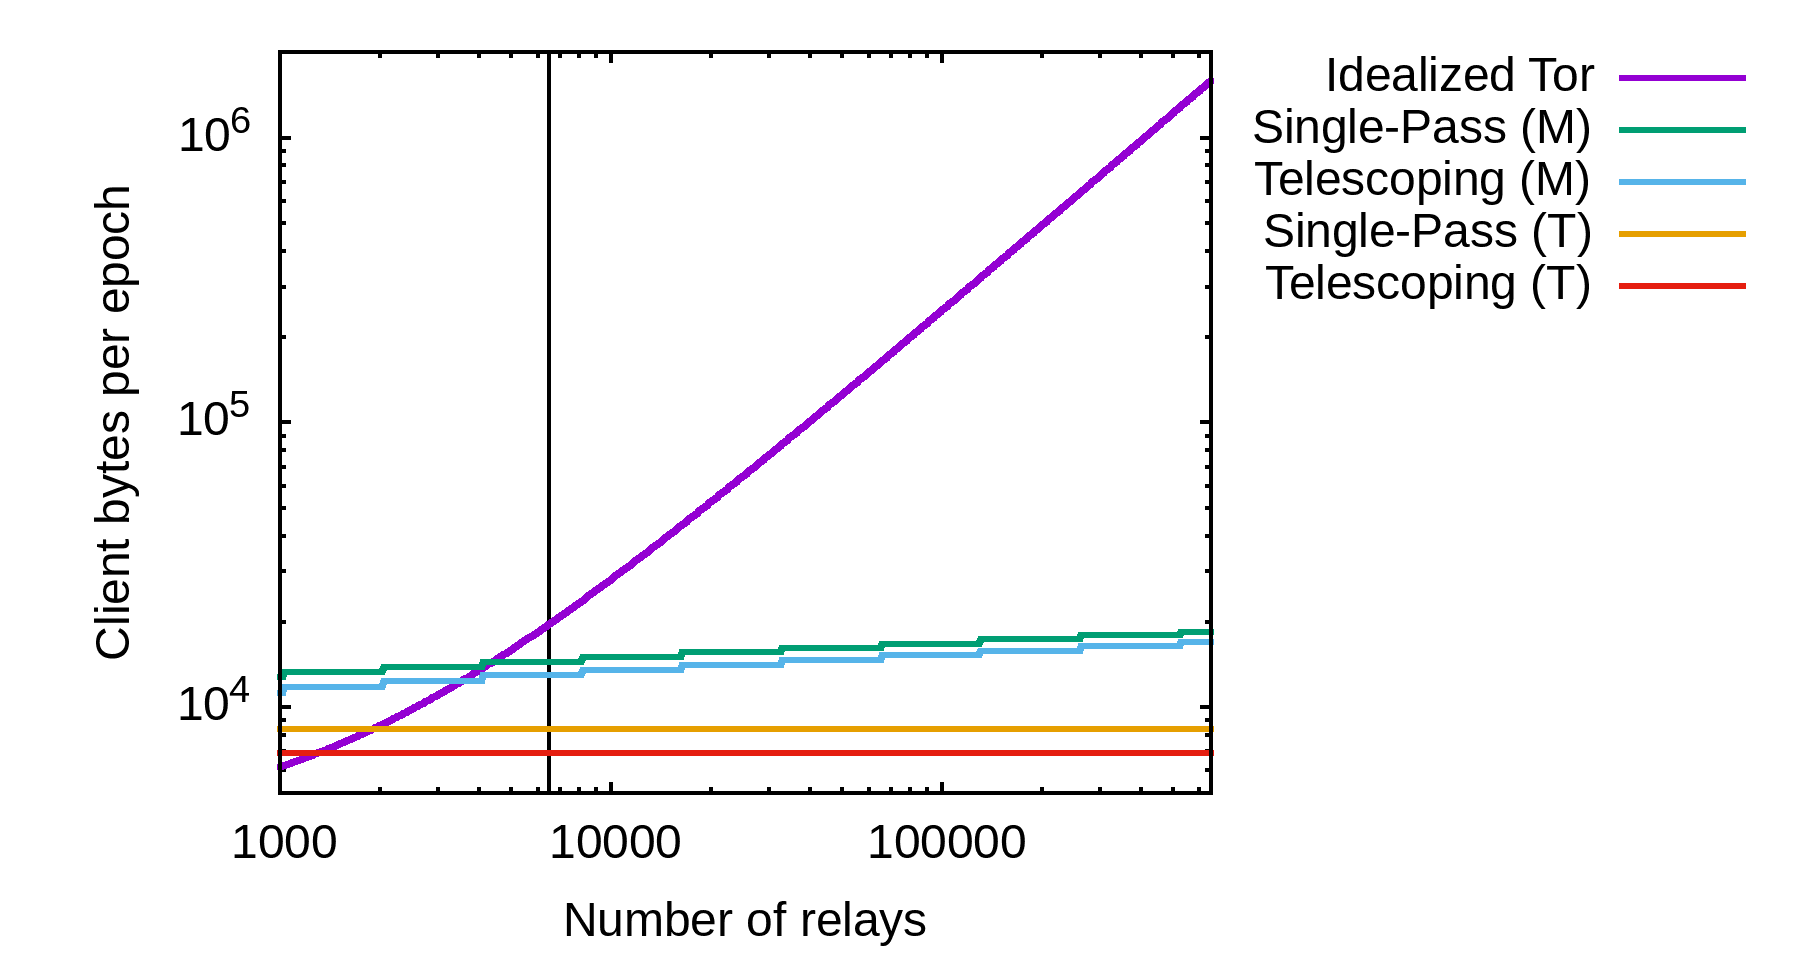 Client bytes per epoch
10^6
10^5
10^4
1000
10000
100000
Number of relays
Idealized Tor
Single-Pass (M)
Telescoping (M)
Single-Pass (T)
Telescoping (T)